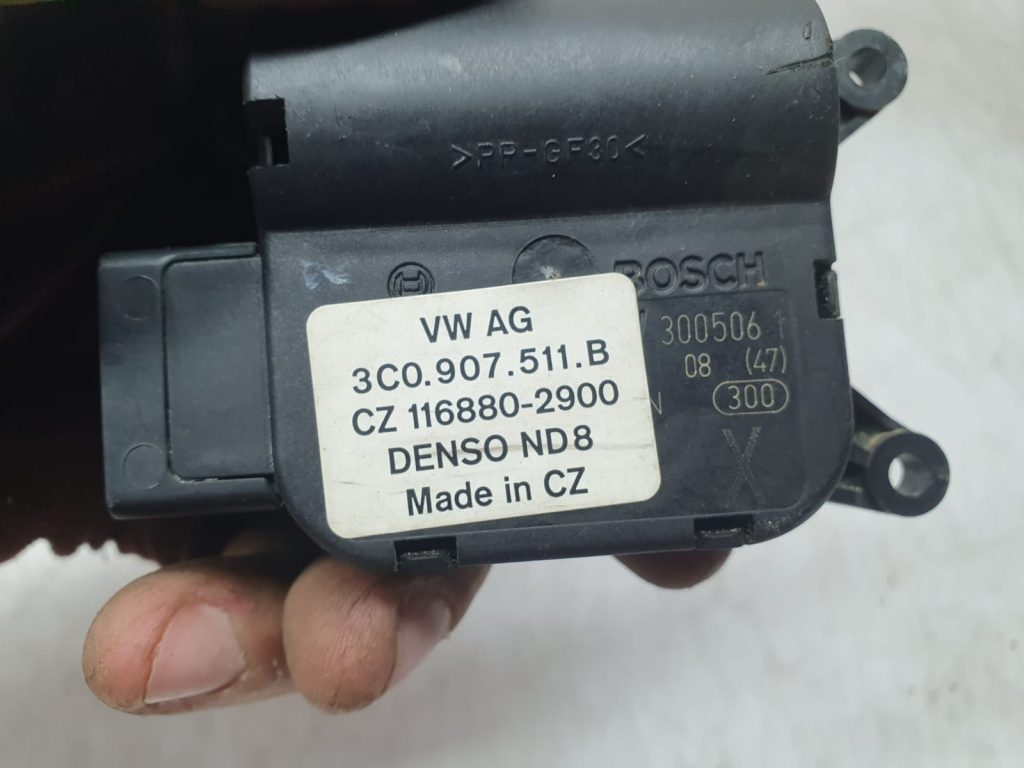 >PP-GF30<
BOSCH
300506 1
08 (47)
300
N
X
VW AG
3C0.907.511.B
CZ 116880-2900
DENSO ND8
Made in CZ